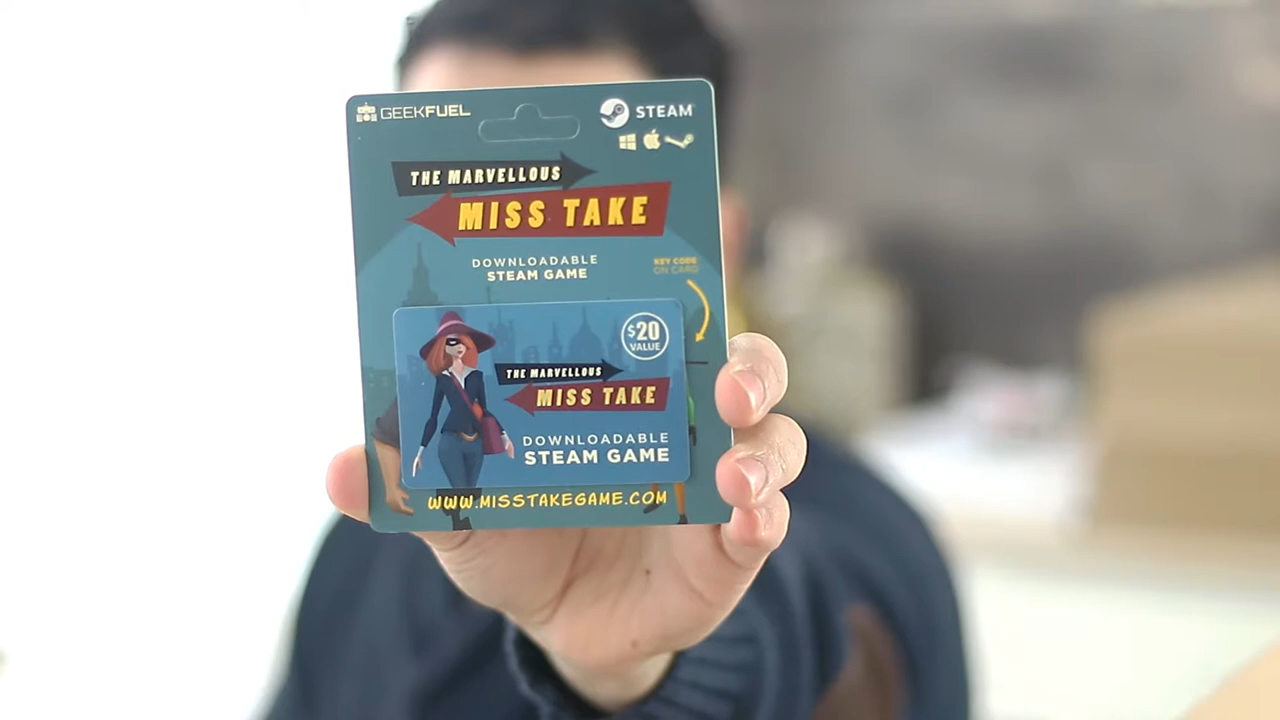 GEEKFUEL
STEAM
THE MARVELLOUS
MISS TAKE
DOWNLOADABLE
STEAM GAME
KEY CODE
ON CARD
$20
VALUE
THE MARVELLOUS
MISS TAKE
DOWNLOADABLE
STEAM GAME
WWW.MISSTAKEGAME.COM